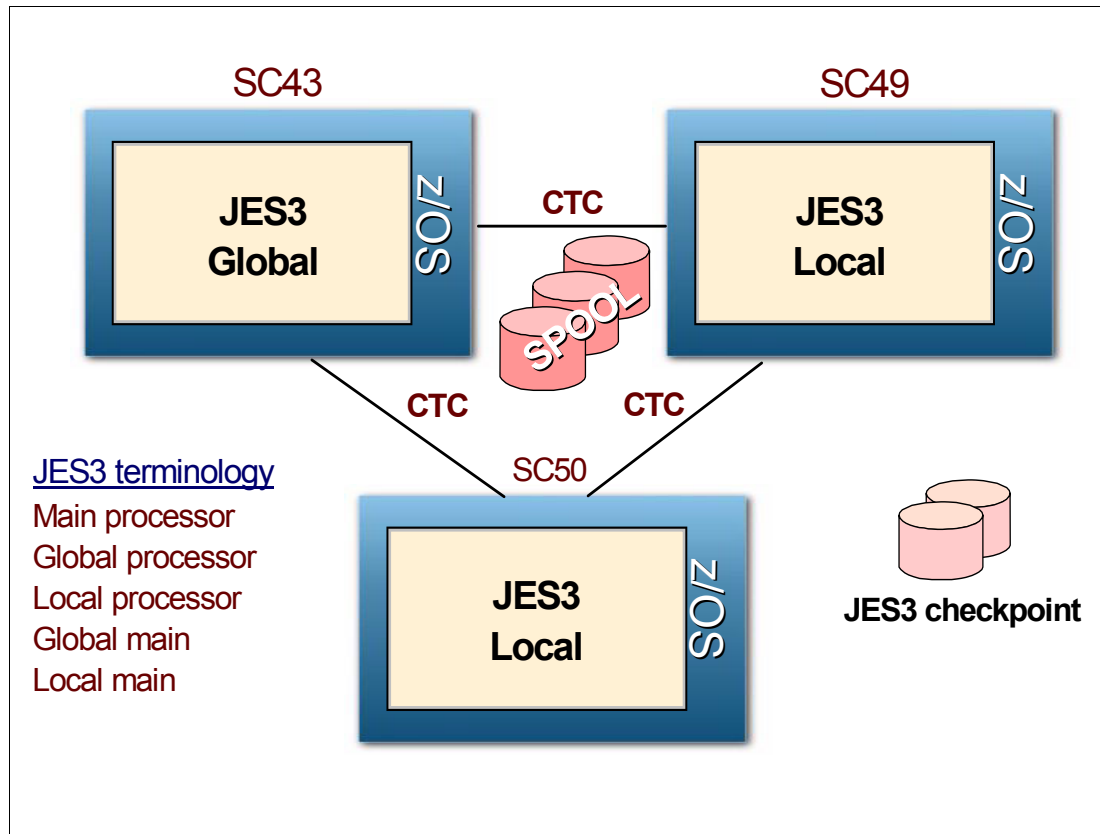 SC43
SC49
JES3
Global
z/OS
CTC
JES3
Local
z/OS
SPOOL
CTC
CTC
SC50
JES3 terminology
Main processor
Global processor
Local processor
Global main
Local main
JES3
Local
z/OS
JES3 checkpoint